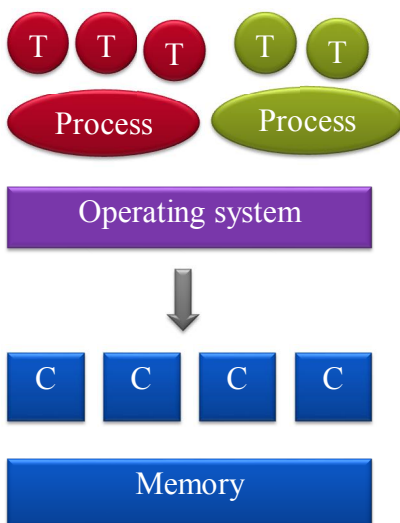 T T T T T
Process Process
Operating system
C C C C
Memory